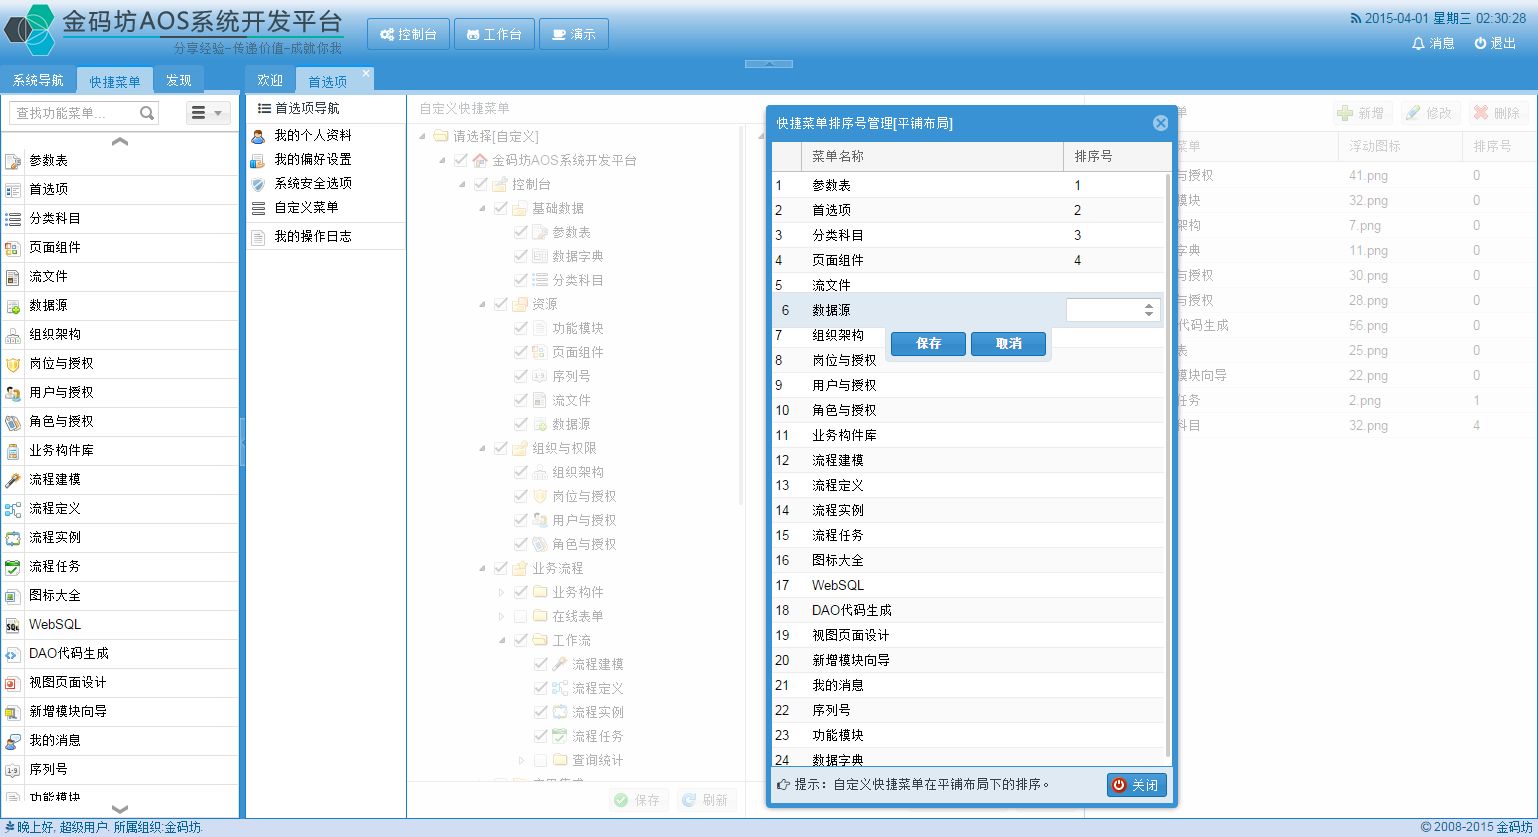 金码坊AOS系统开发平台
分享经验-传递价值-成就你我
控制台
工作台
演示
2015-04-01 星期三 02:30:28
消息
退出
系统导航
快捷菜单
发现
欢迎
首选项
查找功能菜单...
参数表
首选项
分类科目
页面组件
流文件
数据源
组织架构
岗位与授权
用户与授权
角色与授权
业务构件库
流程建模
流程定义
流程实例
流程任务
图标大全
WebSQL
DAO代码生成
视图页面设计
新增模块向导
我的消息
序列号
功能模块
首选项导航
我的个人资料
我的偏好设置
系统安全选项
自定义菜单
我的操作日志
自定义快捷菜单
请选择[自定义]
金码坊AOS系统开发平台
控制台
基础数据
参数表
数据字典
分类科目
资源
功能模块
页面组件
序列号
流文件
数据源
组织与权限
组织架构
岗位与授权
用户与授权
角色与授权
业务流程
业务构件
在线表单
工作流
流程建模
流程定义
流程实例
流程任务
查询统计
保存
刷新
快捷菜单排序号管理[平铺布局]
菜单名称 排序号
1 参数表 1
2 首选项 2
3 分类科目 3
4 页面组件 4
5 流文件
6 数据源
7 组织架构
保存 取消
8 岗位与授权
9 用户与授权
10 角色与授权
11 业务构件库
12 流程建模
13 流程定义
14 流程实例
15 流程任务
16 图标大全
17 WebSQL
18 DAO代码生成
19 视图页面设计
20 新增模块向导
21 我的消息
22 序列号
23 功能模块
24 数据字典
提示：自定义快捷菜单在平铺布局下的排序。
关闭
单
新增 修改 删除
菜单 浮动图标 排序号
与授权 41.png 0
模块 32.png 0
架构 7.png 0
字典 11.png 0
与授权 30.png 0
与授权 28.png 0
代码生成 56.png 0
表 25.png 0
模块向导 22.png 0
任务 2.png 1
科目 32.png 4
晚上好, 超级用户. 所属组织:金码坊.
© 2008-2015 金码坊